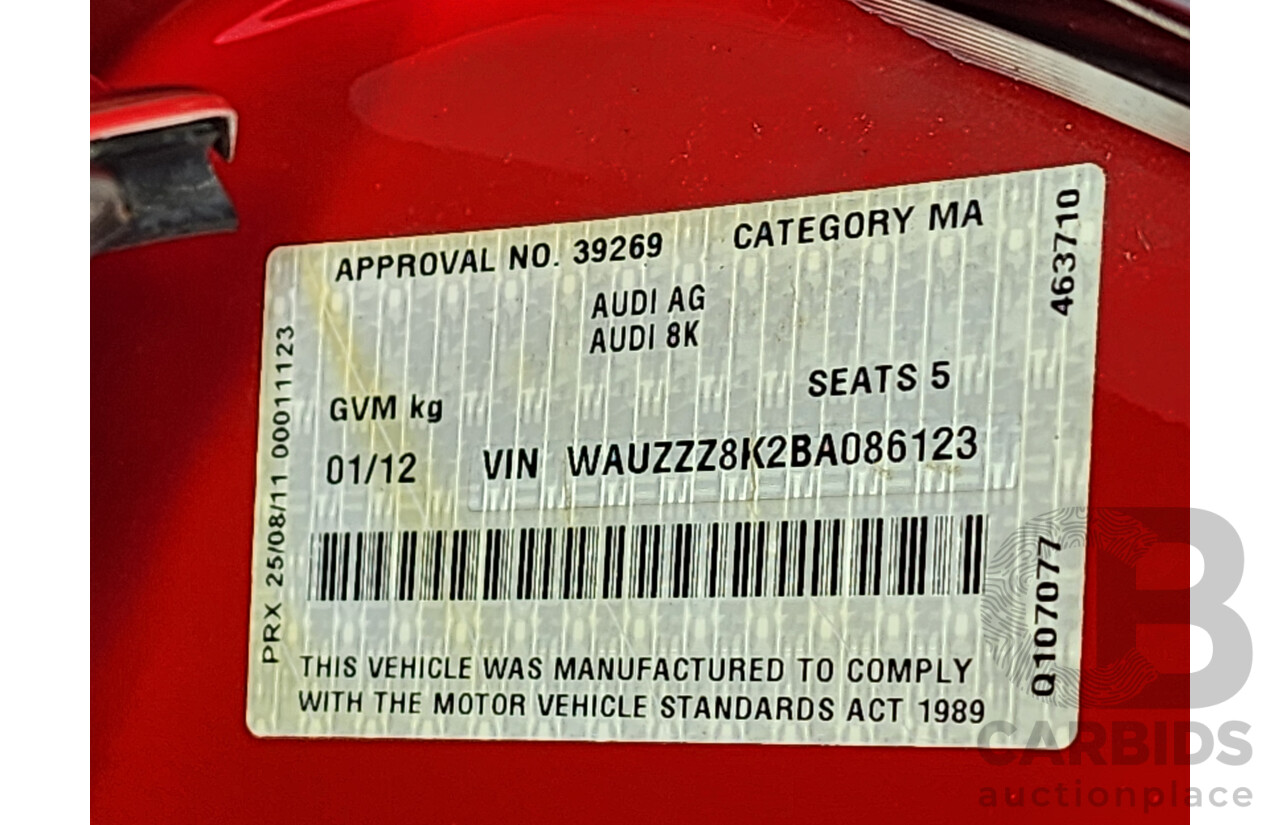 APPROVAL NO. 39269 CATEGORY MA
AUDI AG
AUDI 8K
SEATS 5
GVM kg
01/12 VIN WAUZZZ8K2BA086123
THIS VEHICLE WAS MANUFACTURED TO COMPLY
WITH THE MOTOR VEHICLE STANDARDS ACT 1989
PRX 25/08/11 00011123
Q107077 463710
CB
CARBIDS
auctionplace